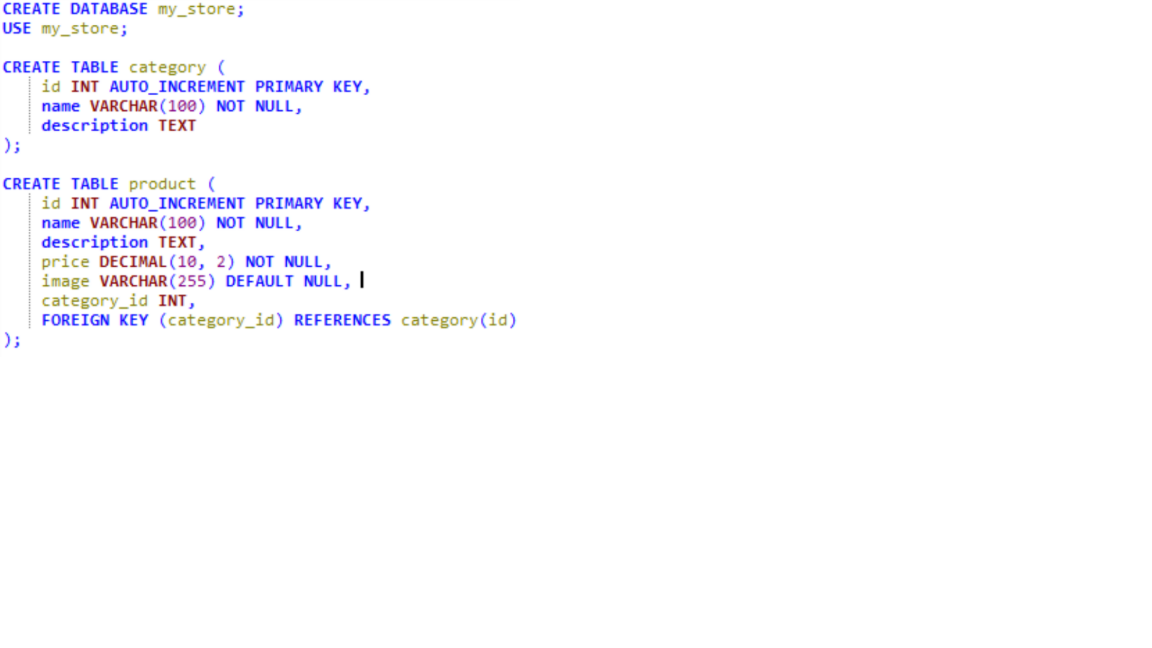 CREATE DATABASE my_store;
USE my_store;
CREATE TABLE category (
id INT AUTO_INCREMENT PRIMARY KEY,
name VARCHAR(100) NOT NULL,
description TEXT
);
CREATE TABLE product (
id INT AUTO_INCREMENT PRIMARY KEY,
name VARCHAR(100) NOT NULL,
description TEXT,
price DECIMAL(10, 2) NOT NULL,
image VARCHAR(255) DEFAULT NULL,
category_id INT,
FOREIGN KEY (category_id) REFERENCES category(id)
);